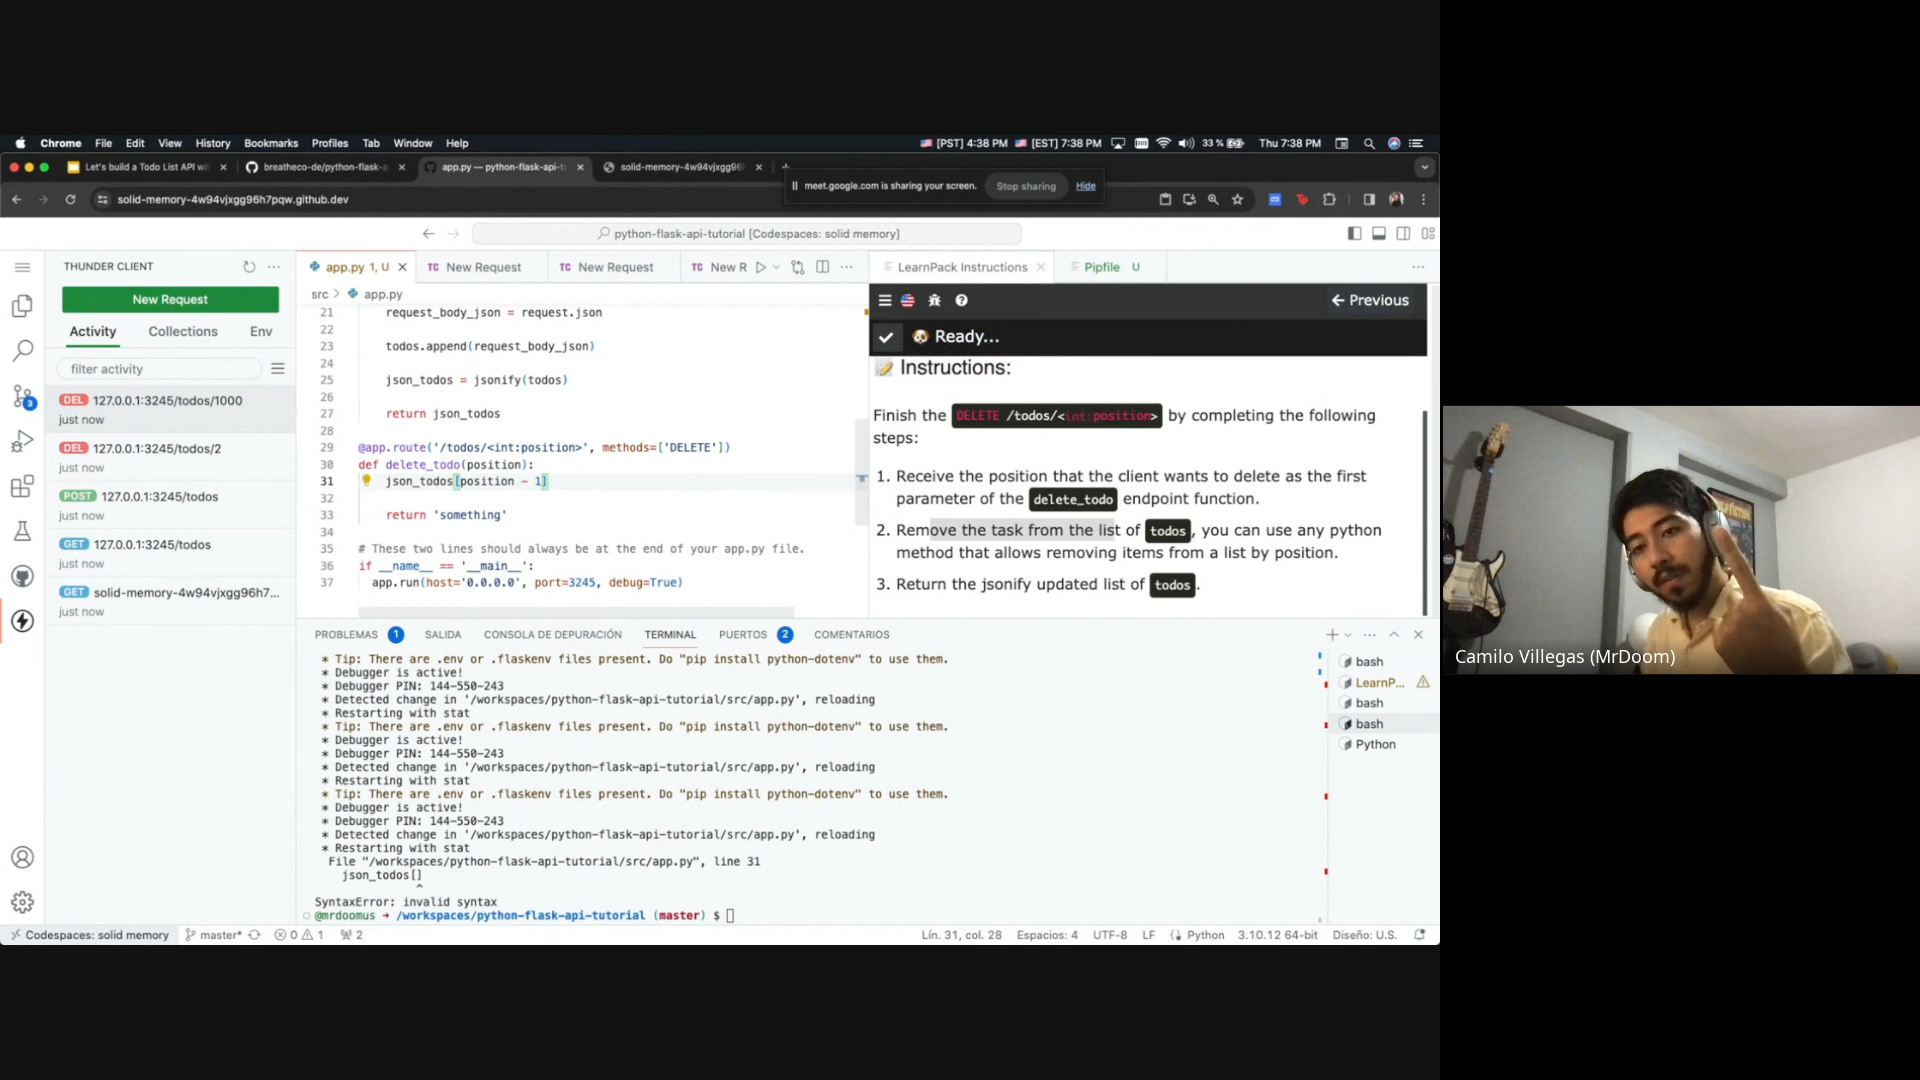 Chrome File Edit View History Bookmarks Profiles Tab Window Help
[PST] 4:38 PM [EST] 7:38 PM 33 % Thu 7:38 PM
Let's build a Todo List API wit
breatheco-de/python-flask-a
app.py — python-flask-api-tu
solid-memory-4w94vjxgg96h
meet.google.com is sharing your screen. Stop sharing Hide
solid-memory-4w94vjxgg96h7pqw.github.dev
python-flask-api-tutorial [Codespaces: solid memory]
THUNDER CLIENT
New Request
Activity Collections Env
filter activity
DEL 127.0.0.1:3245/todos/1000
just now
DEL 127.0.0.1:3245/todos/2
just now
POST 127.0.0.1:3245/todos
just now
GET 127.0.0.1:3245/todos
just now
GET solid-memory-4w94vjxgg96h7...
just now
3
app.py 1, U
TC New Request
TC New Request
TC New R
src > app.py
21 request_body_json = request.json
22
23 todos.append(request_body_json)
24
25 json_todos = jsonify(todos)
26
27 return json_todos
28
29 @app.route('/todos/<int:position>', methods=['DELETE'])
30 def delete_todo(position):
31 json_todos[position - 1]
32
33 return 'something'
34
35 # These two lines should always be at the end of your app.py file.
36 if __name__ == '__main__':
37 app.run(host='0.0.0.0', port=3245, debug=True)
LearnPack Instructions
Pipfile U
Previous
Ready...
Instructions:
Finish the DELETE /todos/<int:position> by completing the following
steps:
1. Receive the position that the client wants to delete as the first
parameter of the delete_todo endpoint function.
2. Remove the task from the list of todos, you can use any python
method that allows removing items from a list by position.
3. Return the jsonify updated list of todos.
PROBLEMAS 1 SALIDA CONSOLA DE DEPURACIÓN TERMINAL PUERTOS 2 COMENTARIOS
* Tip: There are .env or .flaskenv files present. Do "pip install python-dotenv" to use them.
* Debugger is active!
* Debugger PIN: 144-550-243
* Detected change in '/workspaces/python-flask-api-tutorial/src/app.py', reloading
* Restarting with stat
* Tip: There are .env or .flaskenv files present. Do "pip install python-dotenv" to use them.
* Debugger is active!
* Debugger PIN: 144-550-243
* Detected change in '/workspaces/python-flask-api-tutorial/src/app.py', reloading
* Restarting with stat
* Tip: There are .env or .flaskenv files present. Do "pip install python-dotenv" to use them.
* Debugger is active!
* Debugger PIN: 144-550-243
* Detected change in '/workspaces/python-flask-api-tutorial/src/app.py', reloading
* Restarting with stat
File "/workspaces/python-flask-api-tutorial/src/app.py", line 31
json_todos[]
^
SyntaxError: invalid syntax
@mrdoomus → /workspaces/python-flask-api-tutorial (master) $
bash
LearnP...
bash
bash
Python
Codespaces: solid memory master* 0 1 2
Lín. 31, col. 28 Espacios: 4 UTF-8 LF Python 3.10.12 64-bit Diseño: U.S.
Camilo Villegas (MrDoom)